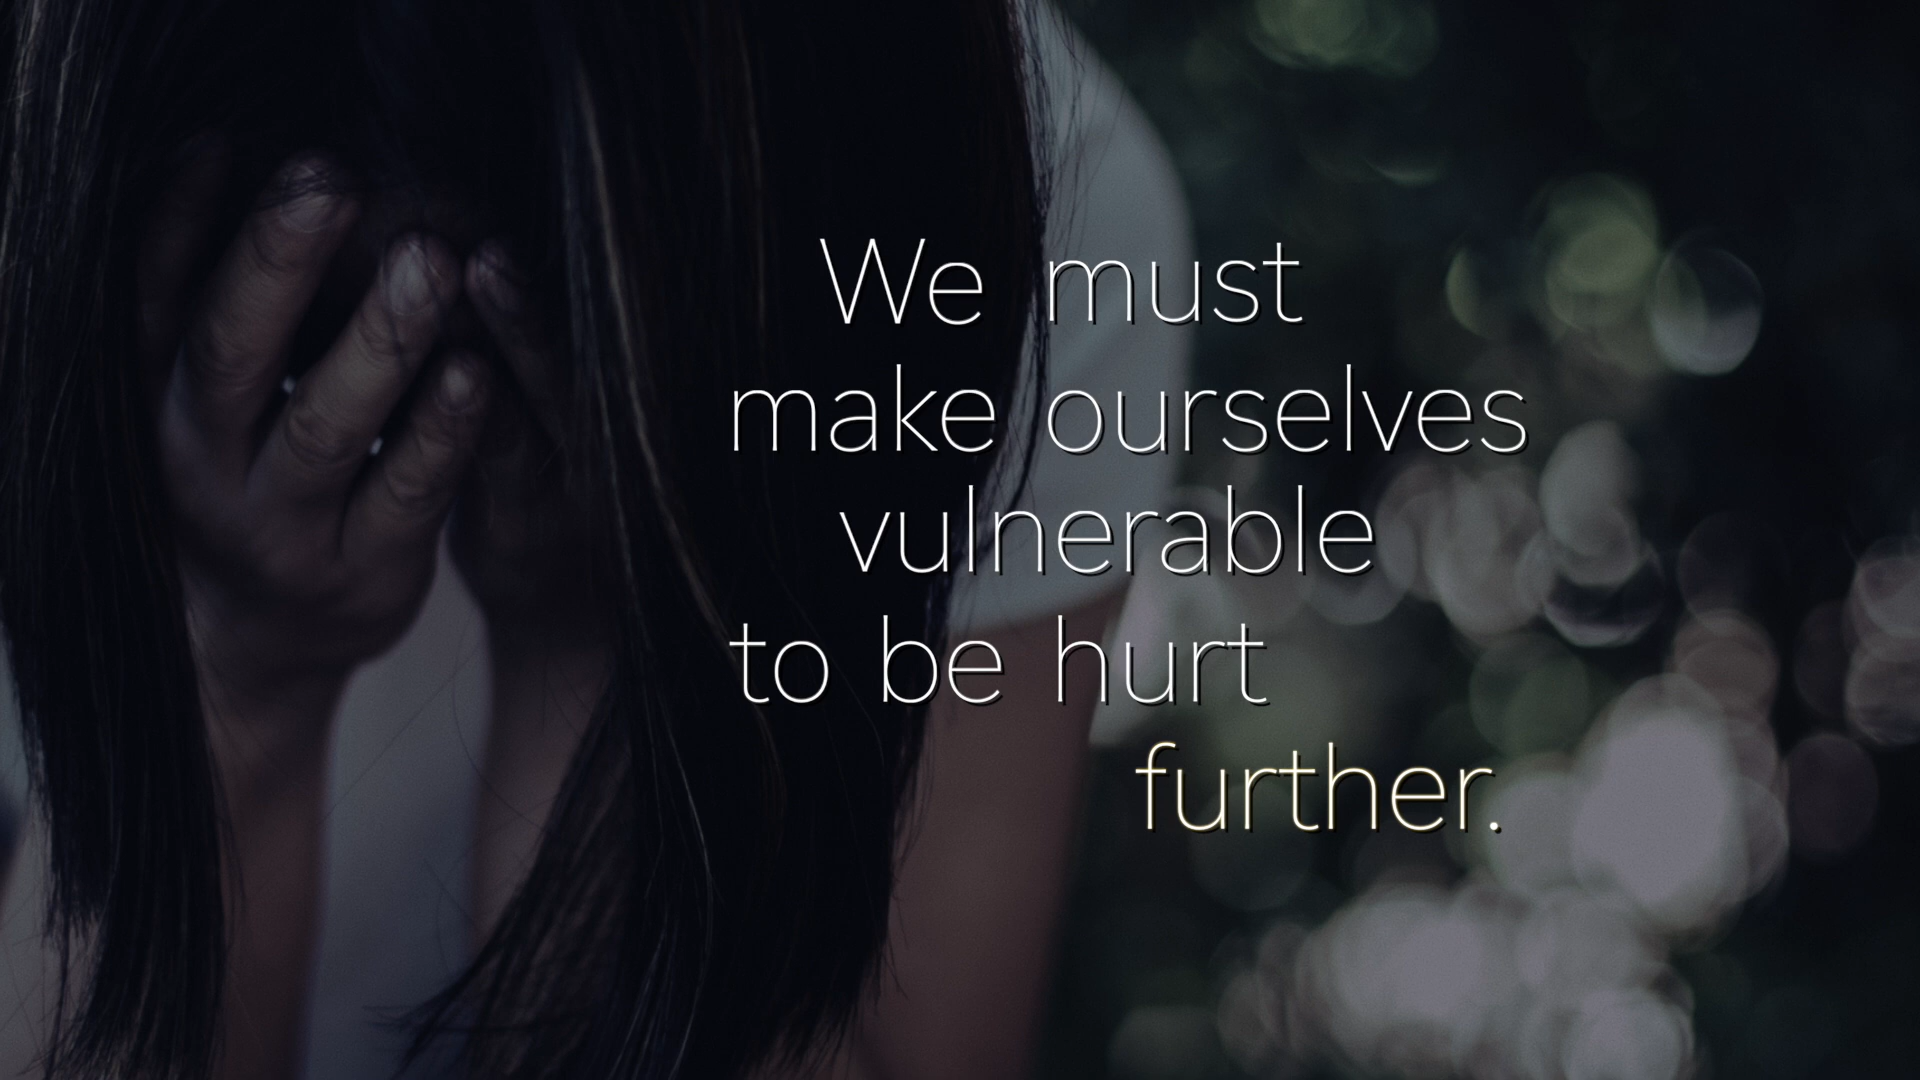 We must
make ourselves
vulnerable
to be hurt
further.